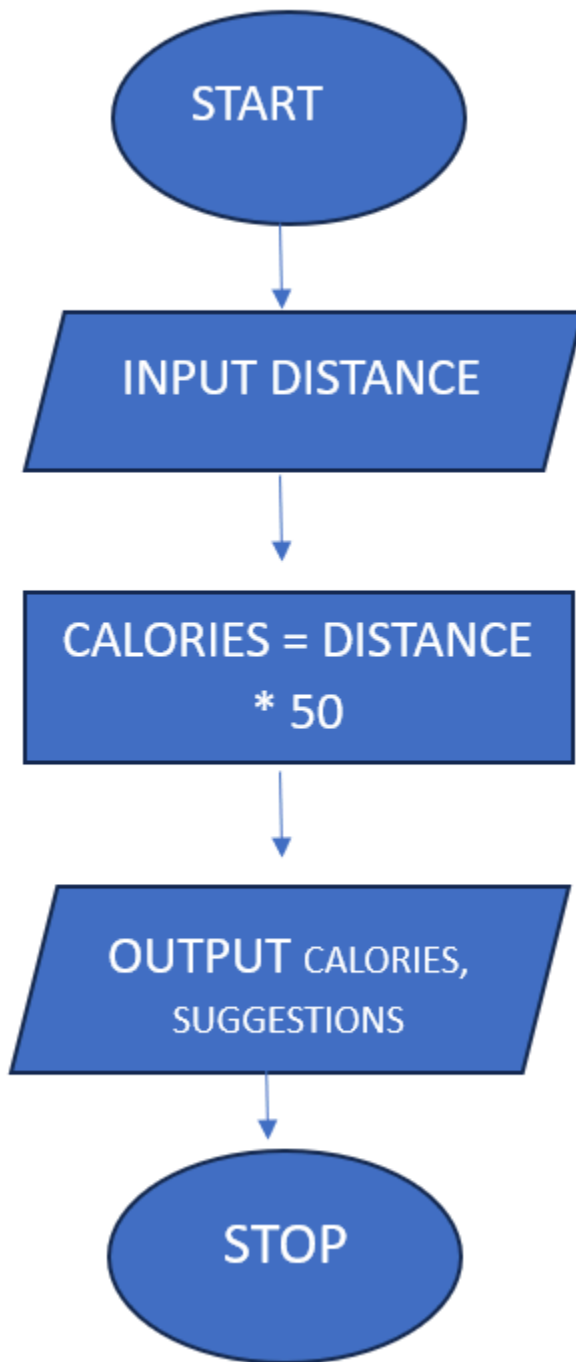 START
INPUT DISTANCE
CALORIES = DISTANCE
* 50
OUTPUT CALORIES,
SUGGESTIONS
STOP